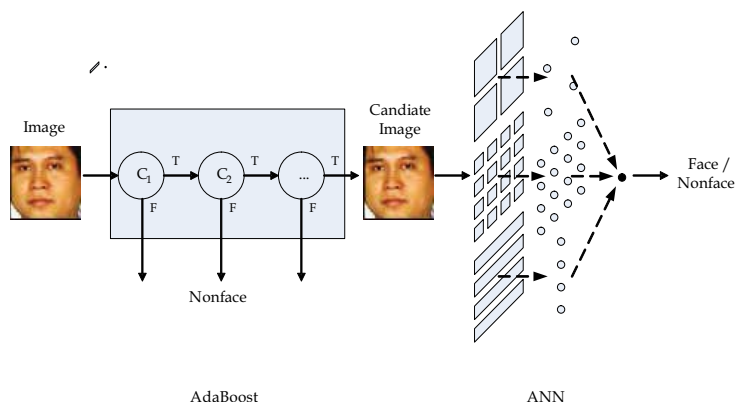 Image
T
T
T
Candiate
Image
C1
C2
...
F
F
F
Nonface
Face /
Nonface
AdaBoost
ANN